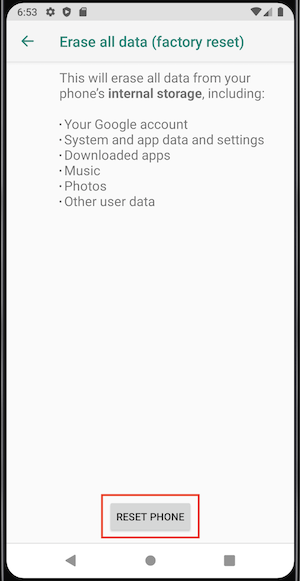 6:53
Erase all data (factory reset)
This will erase all data from your
phone's internal storage, including:
· Your Google account
· System and app data and settings
· Downloaded apps
· Music
· Photos
· Other user data
RESET PHONE